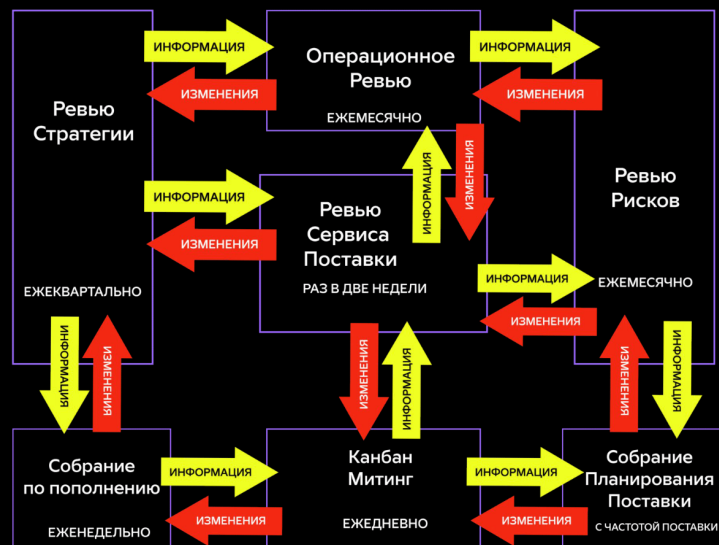 ИНФОРМАЦИЯ
Операционное
Ревью
ИНФОРМАЦИЯ
ИЗМЕНЕНИЯ
ИЗМЕНЕНИЯ
Ревью
Стратегии
ЕЖЕМЕСЯЧНО
ИНФОРМАЦИЯ
ИЗМЕНЕНИЯ
Ревью
Рисков
ИНФОРМАЦИЯ
ИЗМЕНЕНИЯ
Ревью
Сервиса
Поставки
РАЗ В ДВЕ НЕДЕЛИ
ИНФОРМАЦИЯ
ИЗМЕНЕНИЯ
ЕЖЕКВАРТАЛЬНО
ЕЖЕМЕСЯЧНО
ИНФОРМАЦИЯ
ИЗМЕНЕНИЯ
ИЗМЕНЕНИЯ
ИНФОРМАЦИЯ
ИЗМЕНЕНИЯ
ИНФОРМАЦИЯ
Собрание
по пополнению
ЕЖЕНЕДЕЛЬНО
ИНФОРМАЦИЯ
ИЗМЕНЕНИЯ
Канбан
Митинг
ЕЖЕДНЕВНО
ИНФОРМАЦИЯ
ИЗМЕНЕНИЯ
Собрание
Планирования
Поставки
С ЧАСТОТОЙ ПОСТАВКИ